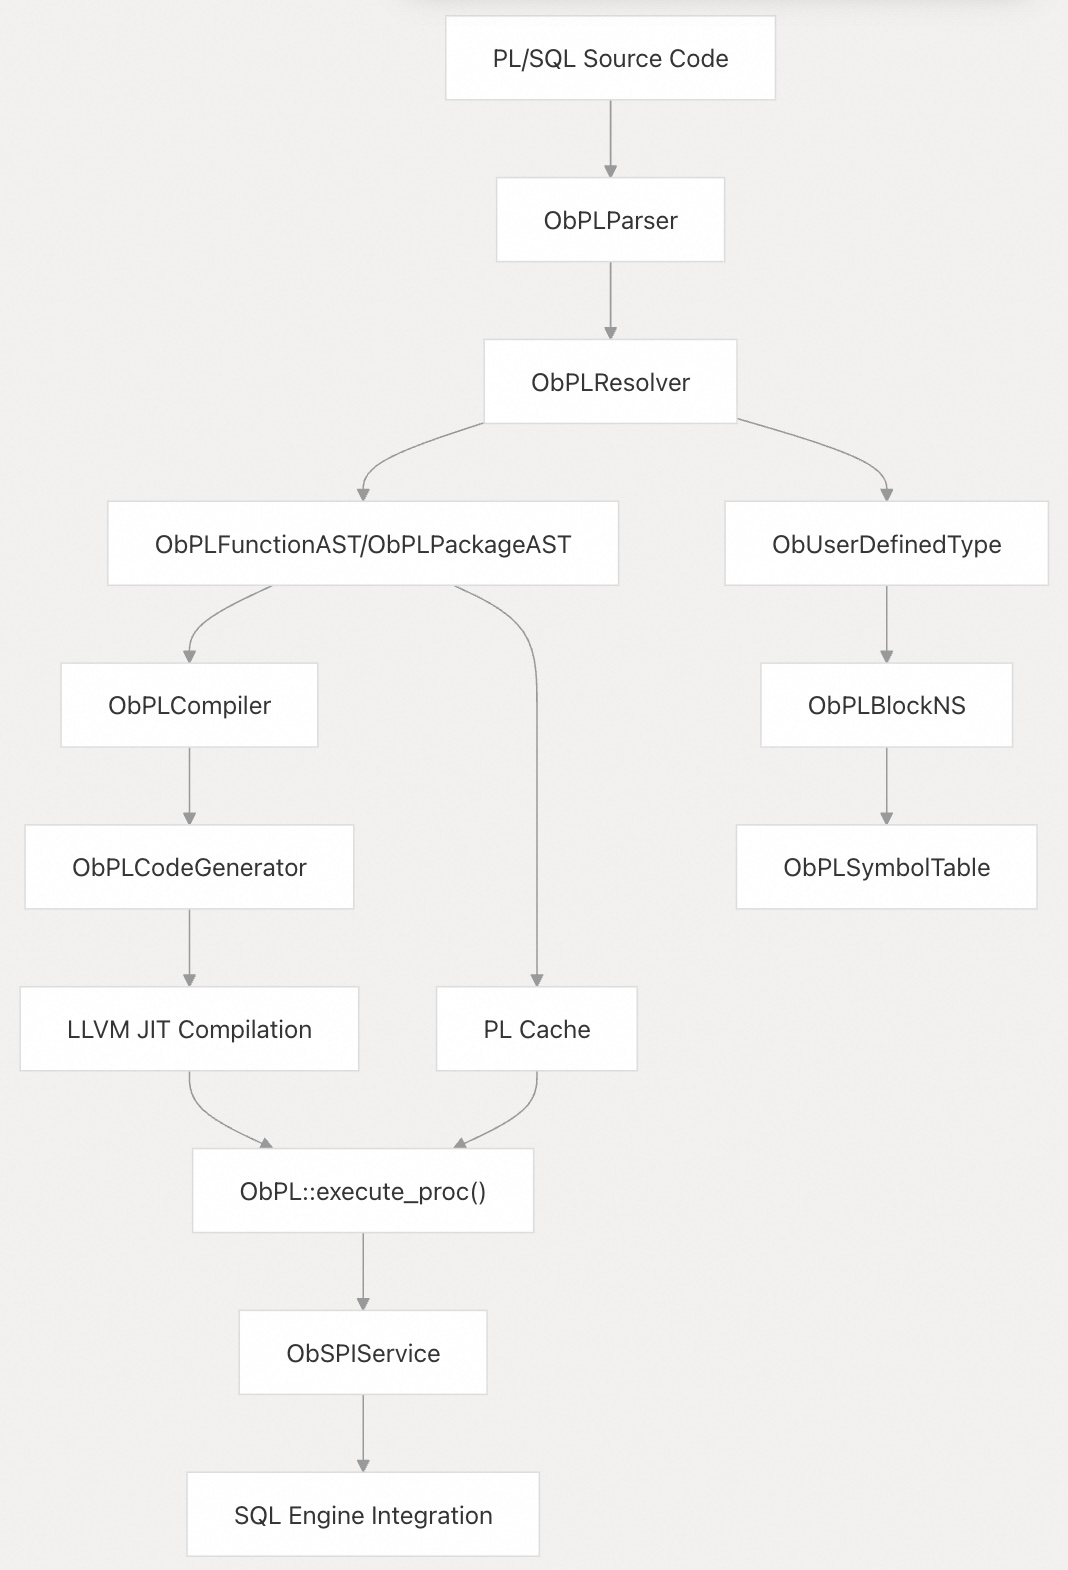 PL/SQL Source Code
ObPLParser
ObPLResolver
ObPLFunctionAST/ObPLPackageAST
ObUserDefinedType
ObPLCompiler
ObPLBlockNS
ObPLCodeGenerator
ObPLSymbolTable
LLVM JIT Compilation
PL Cache
ObPL::execute_proc()
ObSPIService
SQL Engine Integration